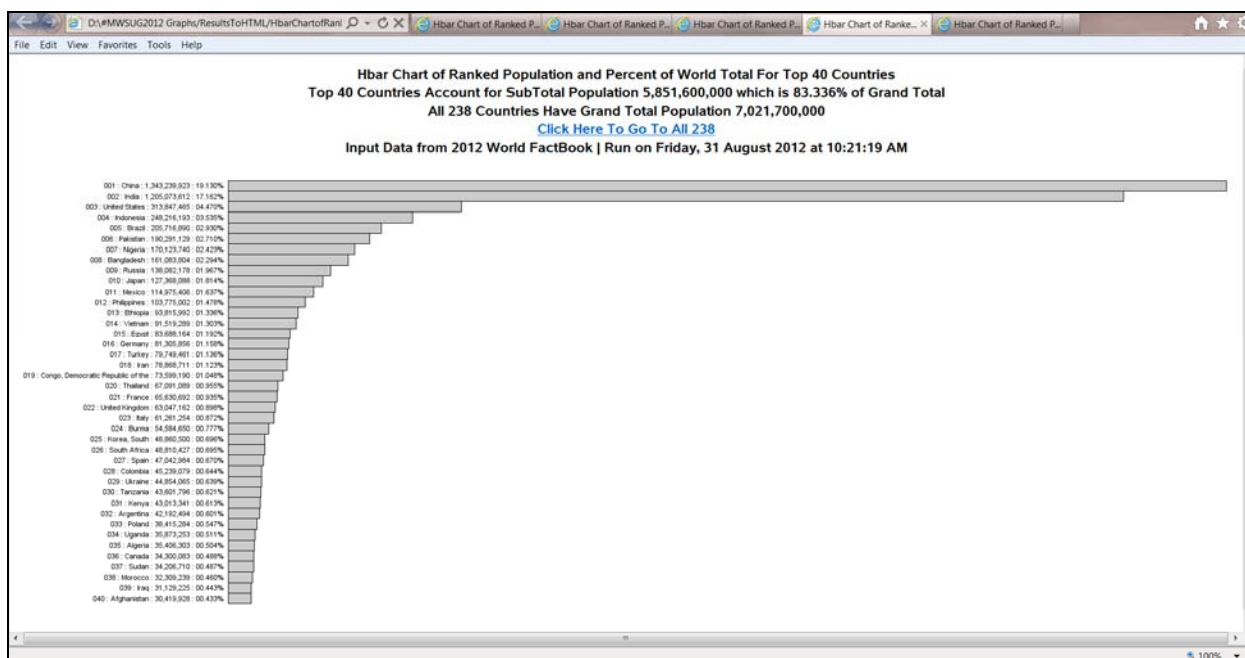 D:\#MWSUG2012 Graphs/ResultsToHTML/HbarChartofRanl
Hbar Chart of Ranked P...
Hbar Chart of Ranked P...
Hbar Chart of Ranked P...
Hbar Chart of Ranke...
Hbar Chart of Ranked P...
File Edit View Favorites Tools Help
Hbar Chart of Ranked Population and Percent of World Total For Top 40 Countries
Top 40 Countries Account for SubTotal Population 5,851,600,000 which is 83.336% of Grand Total
All 238 Countries Have Grand Total Population 7,021,700,000
Click Here To Go To All 238
Input Data from 2012 World FactBook | Run on Friday, 31 August 2012 at 10:21:19 AM
001 : China : 1,343,239,923 : 19.130%
002 : India : 1,205,073,612 : 17.162%
003 : United States : 313,847,465 : 04.470%
004 : Indonesia : 248,216,193 : 03.535%
005 : Brazil : 205,716,890 : 02.930%
006 : Pakistan : 190,291,129 : 02.710%
007 : Nigeria : 170,123,740 : 02.423%
008 : Bangladesh : 161,083,804 : 02.294%
009 : Russia : 138,082,178 : 01.967%
010 : Japan : 127,368,088 : 01.814%
011 : Mexico : 114,975,406 : 01.637%
012 : Philippines : 103,775,002 : 01.478%
013 : Ethiopia : 93,815,992 : 01.336%
014 : Vietnam : 91,519,289 : 01.303%
015 : Egypt : 83,688,164 : 01.192%
016 : Germany : 81,305,856 : 01.158%
017 : Turkey : 79,749,461 : 01.136%
018 : Iran : 78,868,711 : 01.123%
019 : Congo, Democratic Republic of the : 73,599,190 : 01.048%
020 : Thailand : 67,091,089 : 00.955%
021 : France : 65,630,692 : 00.935%
022 : United Kingdom : 63,047,162 : 00.898%
023 : Italy : 61,261,254 : 00.872%
024 : Burma : 54,584,650 : 00.777%
025 : Korea, South : 48,860,500 : 00.696%
026 : South Africa : 48,810,427 : 00.695%
027 : Spain : 47,042,984 : 00.670%
028 : Colombia : 45,239,079 : 00.644%
029 : Ukraine : 44,854,065 : 00.639%
030 : Tanzania : 43,601,796 : 00.621%
031 : Kenya : 43,013,341 : 00.613%
032 : Argentina : 42,192,494 : 00.601%
033 : Poland : 38,415,284 : 00.547%
034 : Uganda : 35,873,253 : 00.511%
035 : Algeria : 35,406,303 : 00.504%
036 : Canada : 34,300,083 : 00.488%
037 : Sudan : 34,206,710 : 00.487%
038 : Morocco : 32,309,239 : 00.460%
039 : Iraq : 31,129,225 : 00.443%
040 : Afghanistan : 30,419,928 : 00.433%
100%